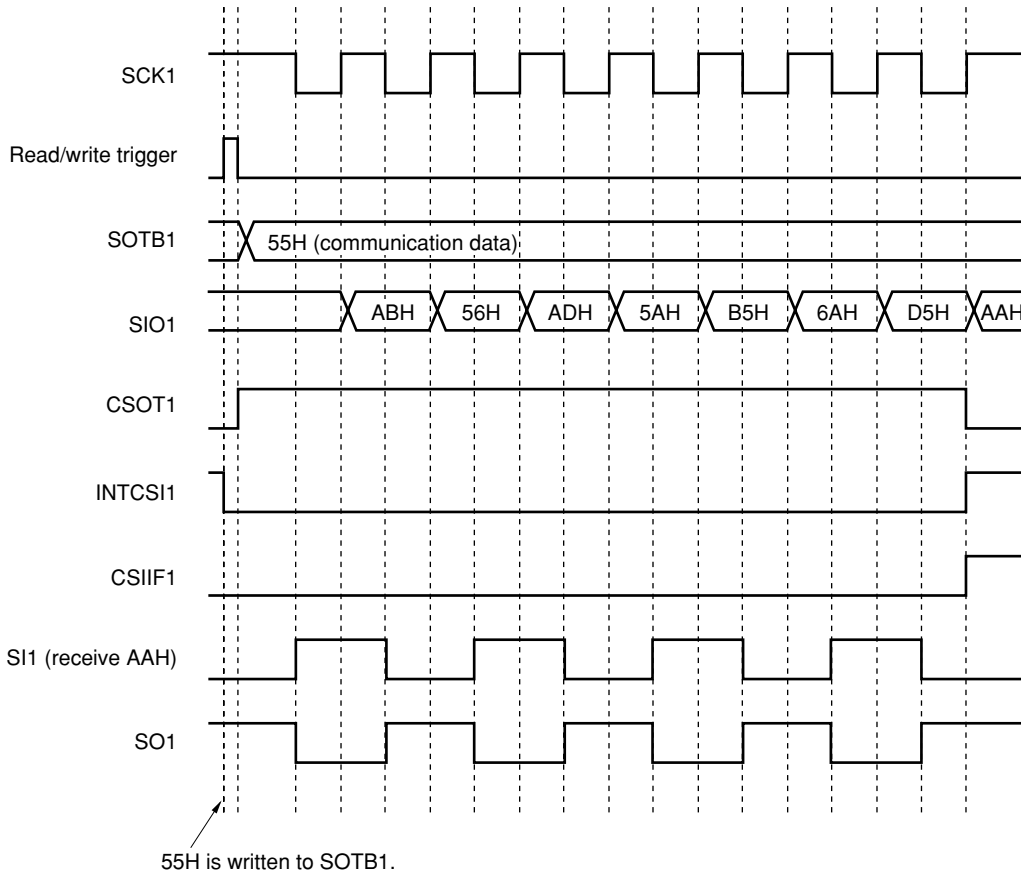 SCK1
Read/write trigger
SOTB1 55H (communication data)
SIO1 ABH 56H ADH 5AH B5H 6AH D5H AAH
CSOT1
INTCSI1
CSIIF1
SI1 (receive AAH)
SO1
55H is written to SOTB1.